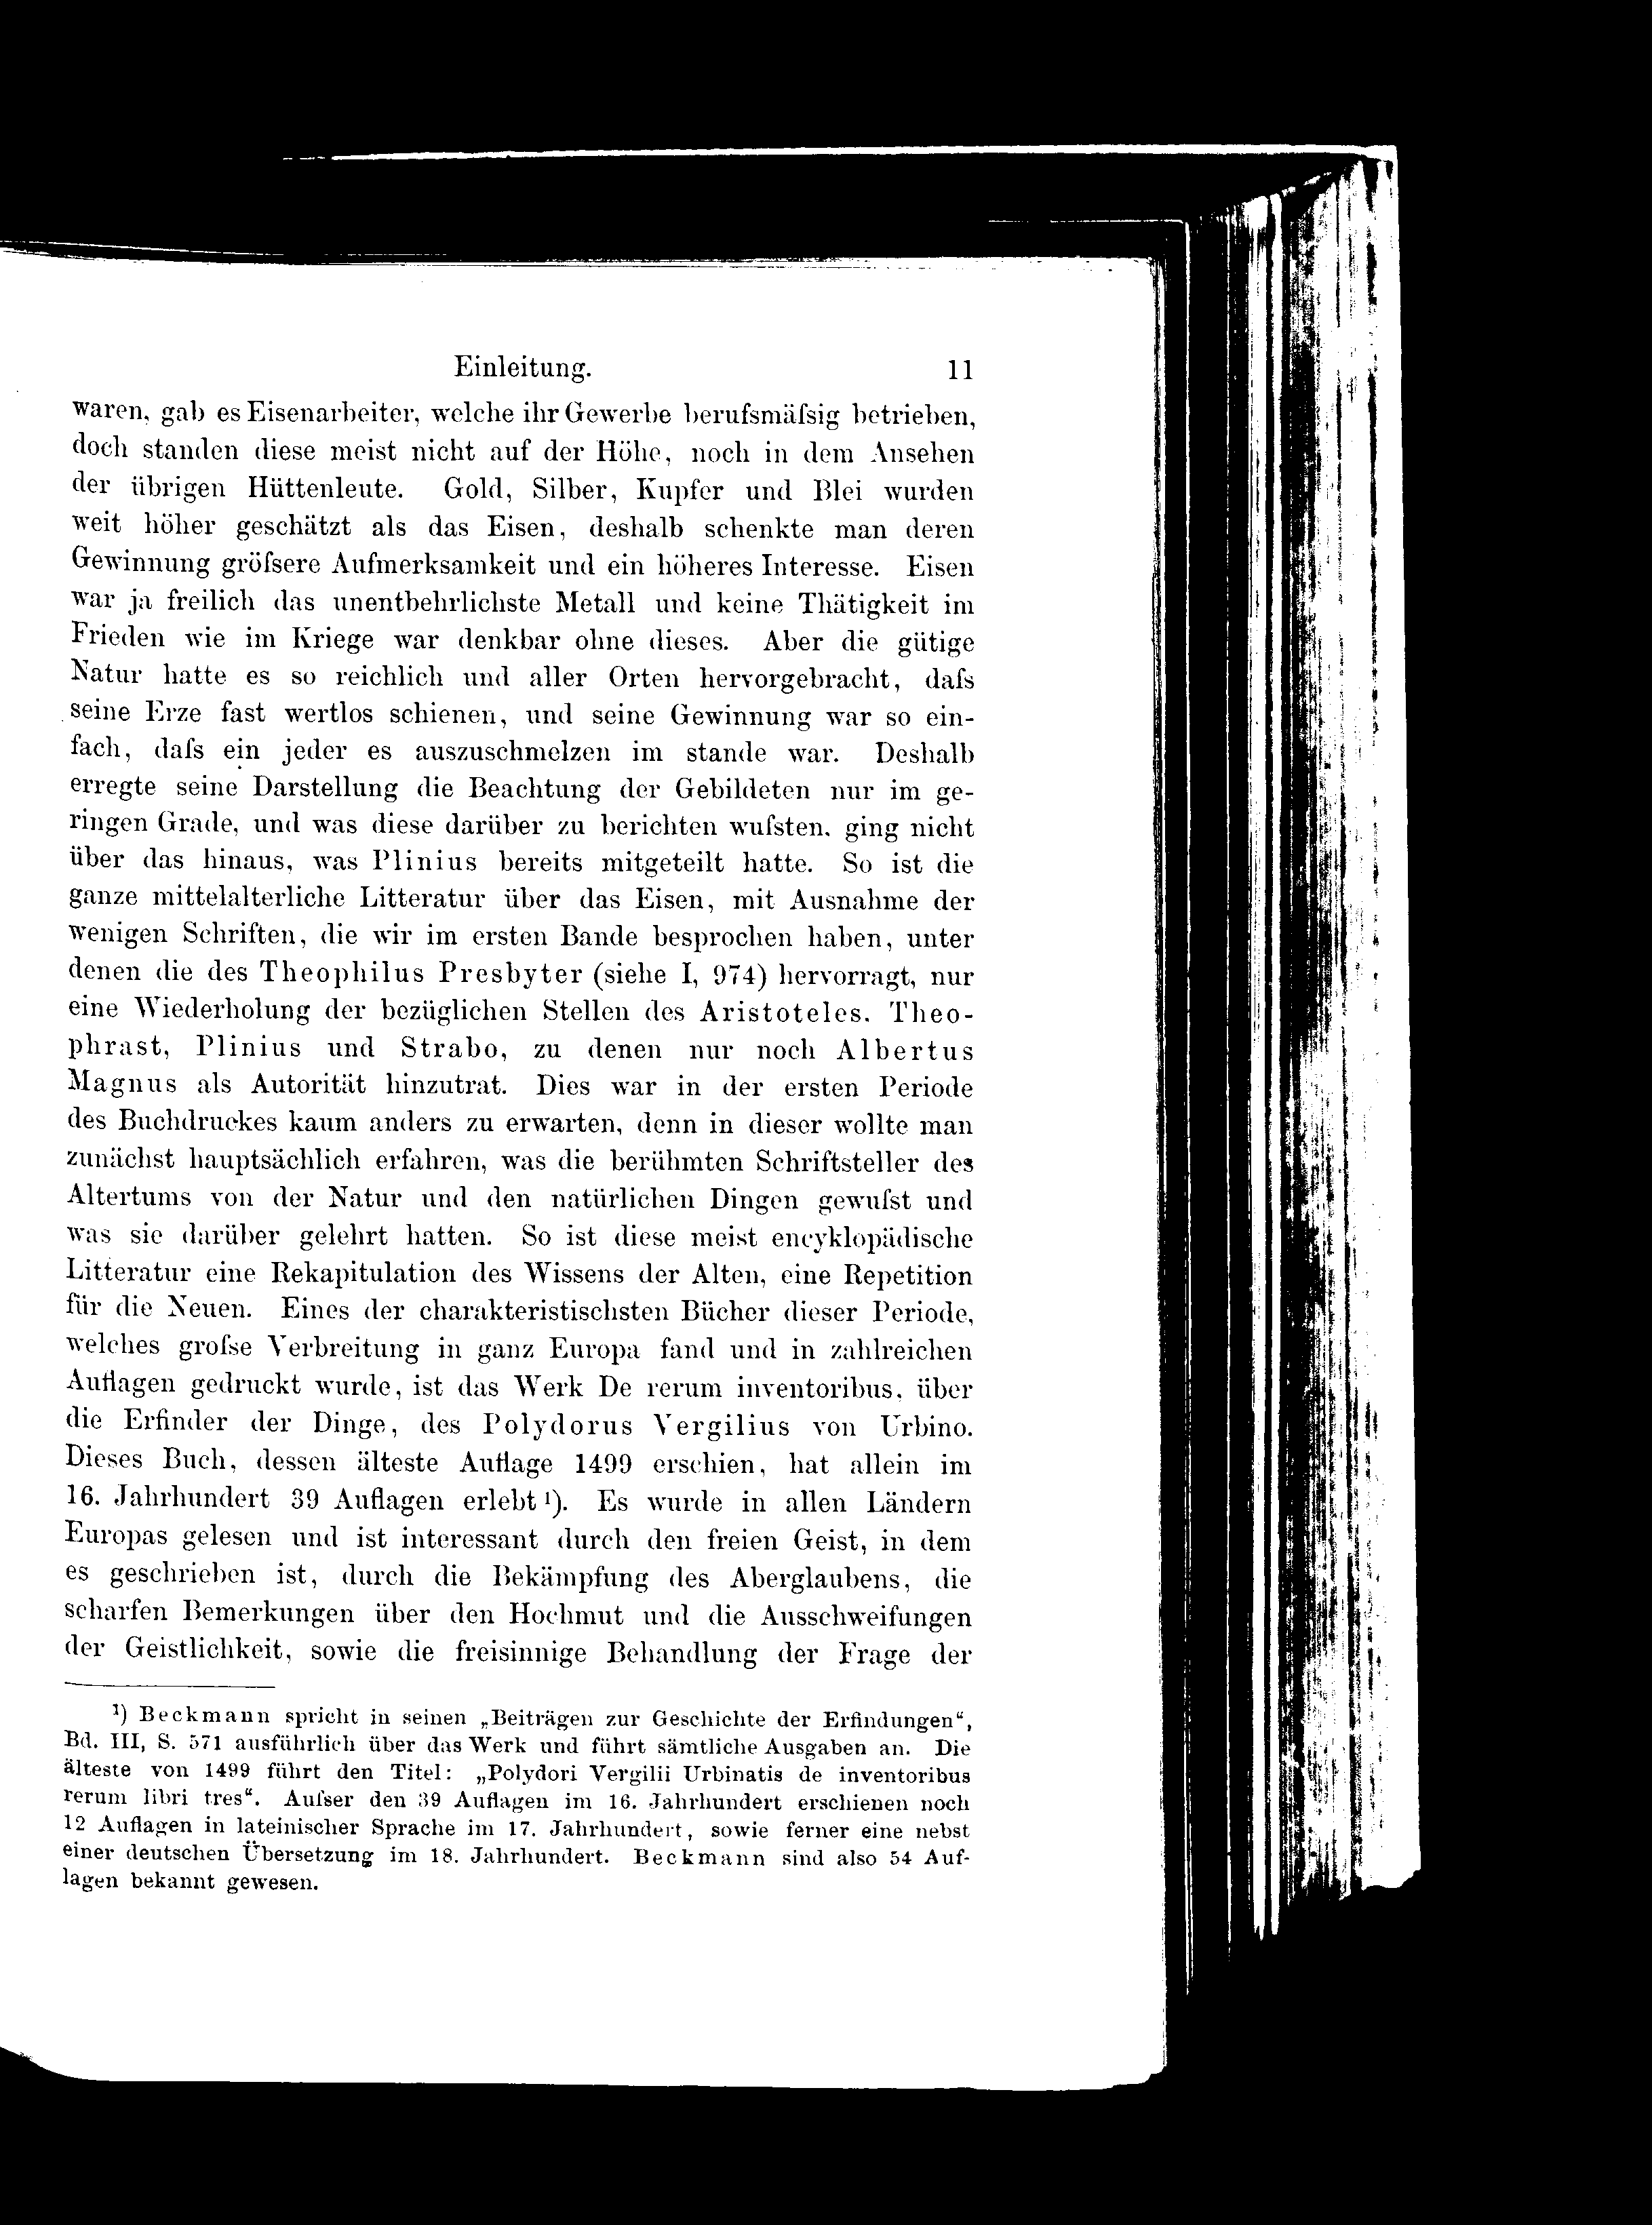 Einleitung. 11
waren, gab es Eisenarbeiter, welche ihr Gewerbe berufsmäſsig betrieben,
doch standen diese meist nicht auf der Höhe, noch in dem Ansehen
der übrigen Hüttenleute. Gold, Silber, Kupfer und Blei wurden
weit höher geschätzt als das Eisen, deshalb schenkte man deren
Gewinnung gröſsere Aufmerksamkeit und ein höheres Interesse. Eisen
war ja freilich das unentbehrlichste Metall und keine Thätigkeit im
Frieden wie im Kriege war denkbar ohne dieses. Aber die gütige
Natur hatte es so reichlich und aller Orten hervorgebracht, daſs
seine Erze fast wertlos schienen, und seine Gewinnung war so ein-
fach, daſs ein jeder es auszuschmelzen im stande war. Deshalb
erregte seine Darstellung die Beachtung der Gebildeten nur im ge-
ringen Grade, und was diese darüber zu berichten wuſsten, ging nicht
über das hinaus, was Plinius bereits mitgeteilt hatte. So ist die
ganze mittelalterliche Litteratur über das Eisen, mit Ausnahme der
wenigen Schriften, die wir im ersten Bande besprochen haben, unter
denen die des Theophilus Presbyter (siehe I, 974) hervorragt, nur
eine Wiederholung der bezüglichen Stellen des Aristoteles, Theo-
phrast, Plinius und Strabo, zu denen nur noch Albertus
Magnus als Autorität hinzutrat. Dies war in der ersten Periode
des Buchdruckes kaum anders zu erwarten, denn in dieser wollte man
zunächst hauptsächlich erfahren, was die berühmten Schriftsteller des
Altertums von der Natur und den natürlichen Dingen gewuſst und
was sie darüber gelehrt hatten. So ist diese meist encyklopädische
Litteratur eine Rekapitulation des Wissens der Alten, eine Repetition
für die Neuen. Eines der charakteristischsten Bücher dieser Periode,
welches groſse Verbreitung in ganz Europa fand und in zahlreichen
Auflagen gedruckt wurde, ist das Werk De rerum inventoribus, über
die Erfinder der Dinge, des Polydorus Vergilius von Urbino.
Dieses Buch, dessen älteste Auflage 1499 erschien, hat allein im
16. Jahrhundert 39 Auflagen erlebt ¹). Es wurde in allen Ländern
Europas gelesen und ist interessant durch den freien Geist, in dem
es geschrieben ist, durch die Bekämpfung des Aberglaubens, die
scharfen Bemerkungen über den Hochmut und die Ausschweifungen
der Geistlichkeit, sowie die freisinnige Behandlung der Frage der
¹) Beckmann spricht in seinen „Beiträgen zur Geschichte der Erfindungen“,
Bd. III, S. 571 ausführlich über das Werk und führt sämtliche Ausgaben an. Die
älteste von 1499 führt den Titel: „Polydori Vergilii Urbinatis de inventoribus
rerum libri tres“. Auſser den 39 Auflagen im 16. Jahrhundert erschienen noch
12 Auflagen in lateinischer Sprache im 17. Jahrhundert, sowie ferner eine nebst
einer deutschen Übersetzung im 18. Jahrhundert. Beckmann sind also 54 Auf-
lagen bekannt gewesen.